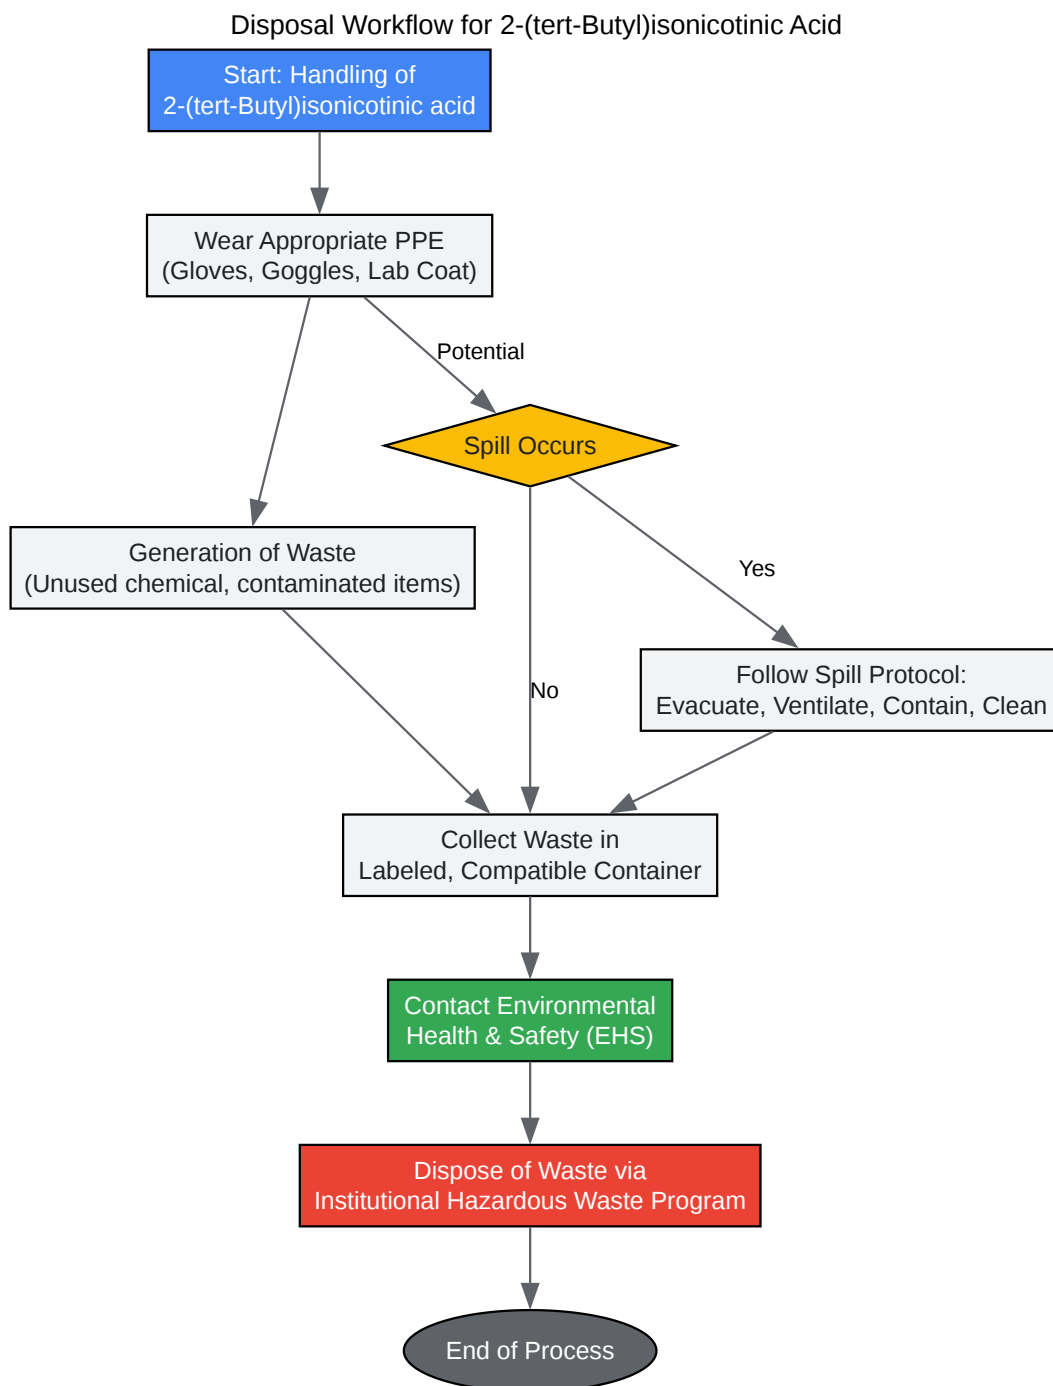 Disposal Workflow for 2-(tert-Butyl)isonicotinic Acid
Start: Handling of
2-(tert-Butyl)isonicotinic acid
Wear Appropriate PPE
(Gloves, Goggles, Lab Coat)
Potential
Spill Occurs
Generation of Waste
(Unused chemical, contaminated items)
Yes
Follow Spill Protocol:
Evacuate, Ventilate, Contain, Clean
No
Collect Waste in
Labeled, Compatible Container
Contact Environmental
Health & Safety (EHS)
Dispose of Waste via
Institutional Hazardous Waste Program
End of Process